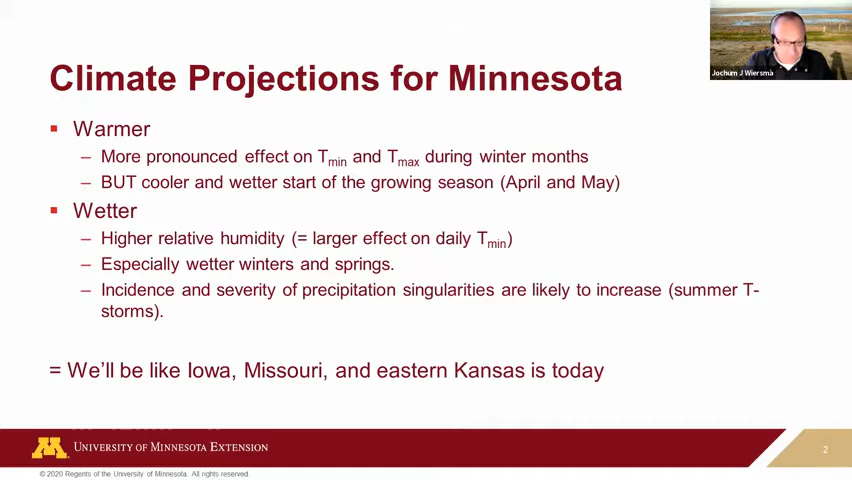 Jochum J Wiersma
Climate Projections for Minnesota
▪ Warmer
– More pronounced effect on Tmin and Tmax during winter months
– BUT cooler and wetter start of the growing season (April and May)
▪ Wetter
– Higher relative humidity (= larger effect on daily Tmin)
– Especially wetter winters and springs.
– Incidence and severity of precipitation singularities are likely to increase (summer T-
storms).
= We'll be like Iowa, Missouri, and eastern Kansas is today
M UNIVERSITY OF MINNESOTA EXTENSION
2
© 2020 Regents of the University of Minnesota. All rights reserved.